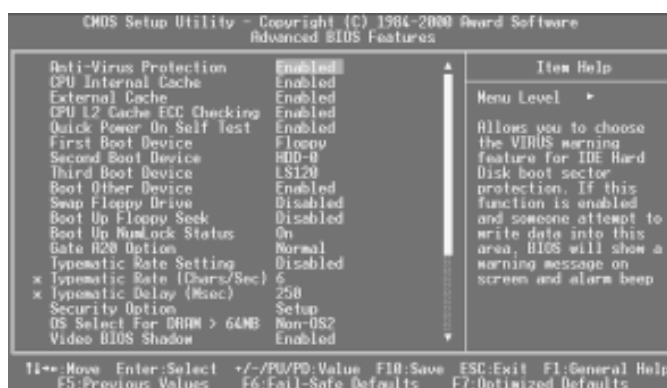 CMOS Setup Utility - Copyright (C) 1984-2000 Award Software
Advanced BIOS Features
Anti-Virus Protection Enabled
CPU Internal Cache Enabled
External Cache Enabled
CPU L2 Cache ECC Checking Enabled
Quick Power On Self Test Enabled
First Boot Device Floppy
Second Boot Device HDD-0
Third Boot Device LS120
Boot Other Device Enabled
Swap Floppy Drive Disabled
Boot Up Floppy Seek Disabled
Boot Up NumLock Status On
Gate A20 Option Normal
Typematic Rate Setting Disabled
x Typematic Rate (Chars/Sec) 6
x Typematic Delay (Msec) 250
Security Option Setup
OS Select For DRAM > 64MB Non-OS2
Video BIOS Shadow Enabled
Item Help
Menu Level ▸
Allows you to choose
the VIRUS warning
feature for IDE Hard
Disk boot sector
protection. If this
function is enabled
and someone attempt to
write data into this
area, BIOS will show a
warning message on
screen and alarm beep
↑↓→←:Move Enter:Select +/-/PU/PD:Value F10:Save ESC:Exit F1:General Help
F5:Previous Values F6:Fail-Safe Defaults F7:Optimized Defaults